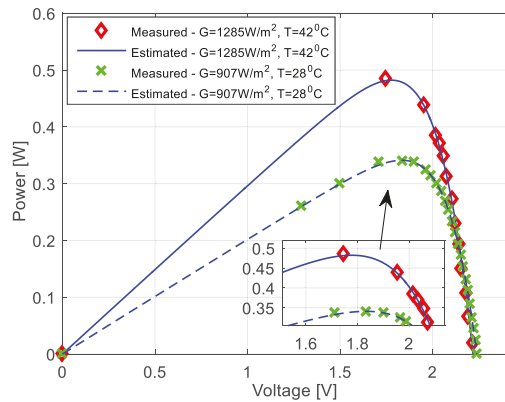 0.6
0.5
0.4
0.3
0.2
0.1
0
Power [W]
Measured - G=1285W/m², T=42⁰C
Estimated - G=1285W/m², T=42⁰C
Measured - G=907W/m², T=28⁰C
Estimated - G=907W/m², T=28⁰C
0.5
0.45
0.4
0.35
1.6 1.8 2
0 0.5 1 1.5 2
Voltage [V]